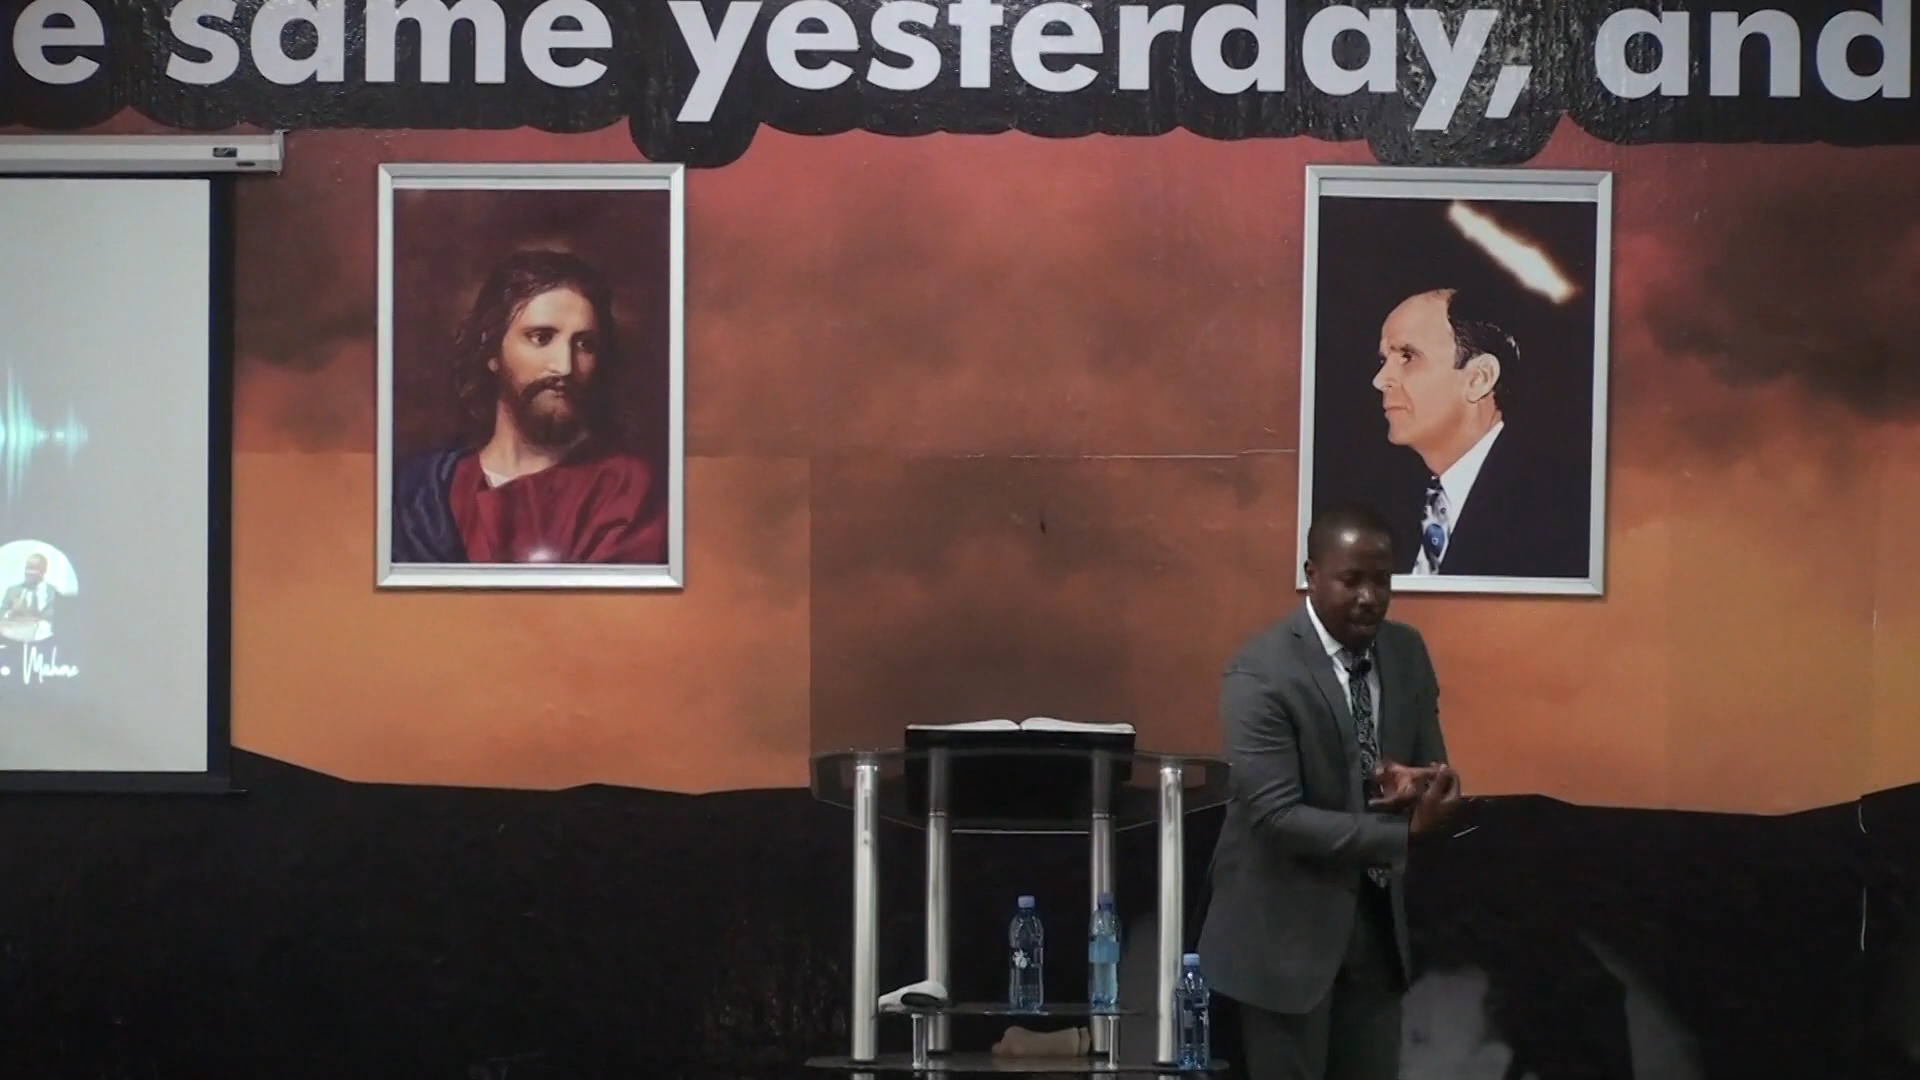 e same yesterday, and